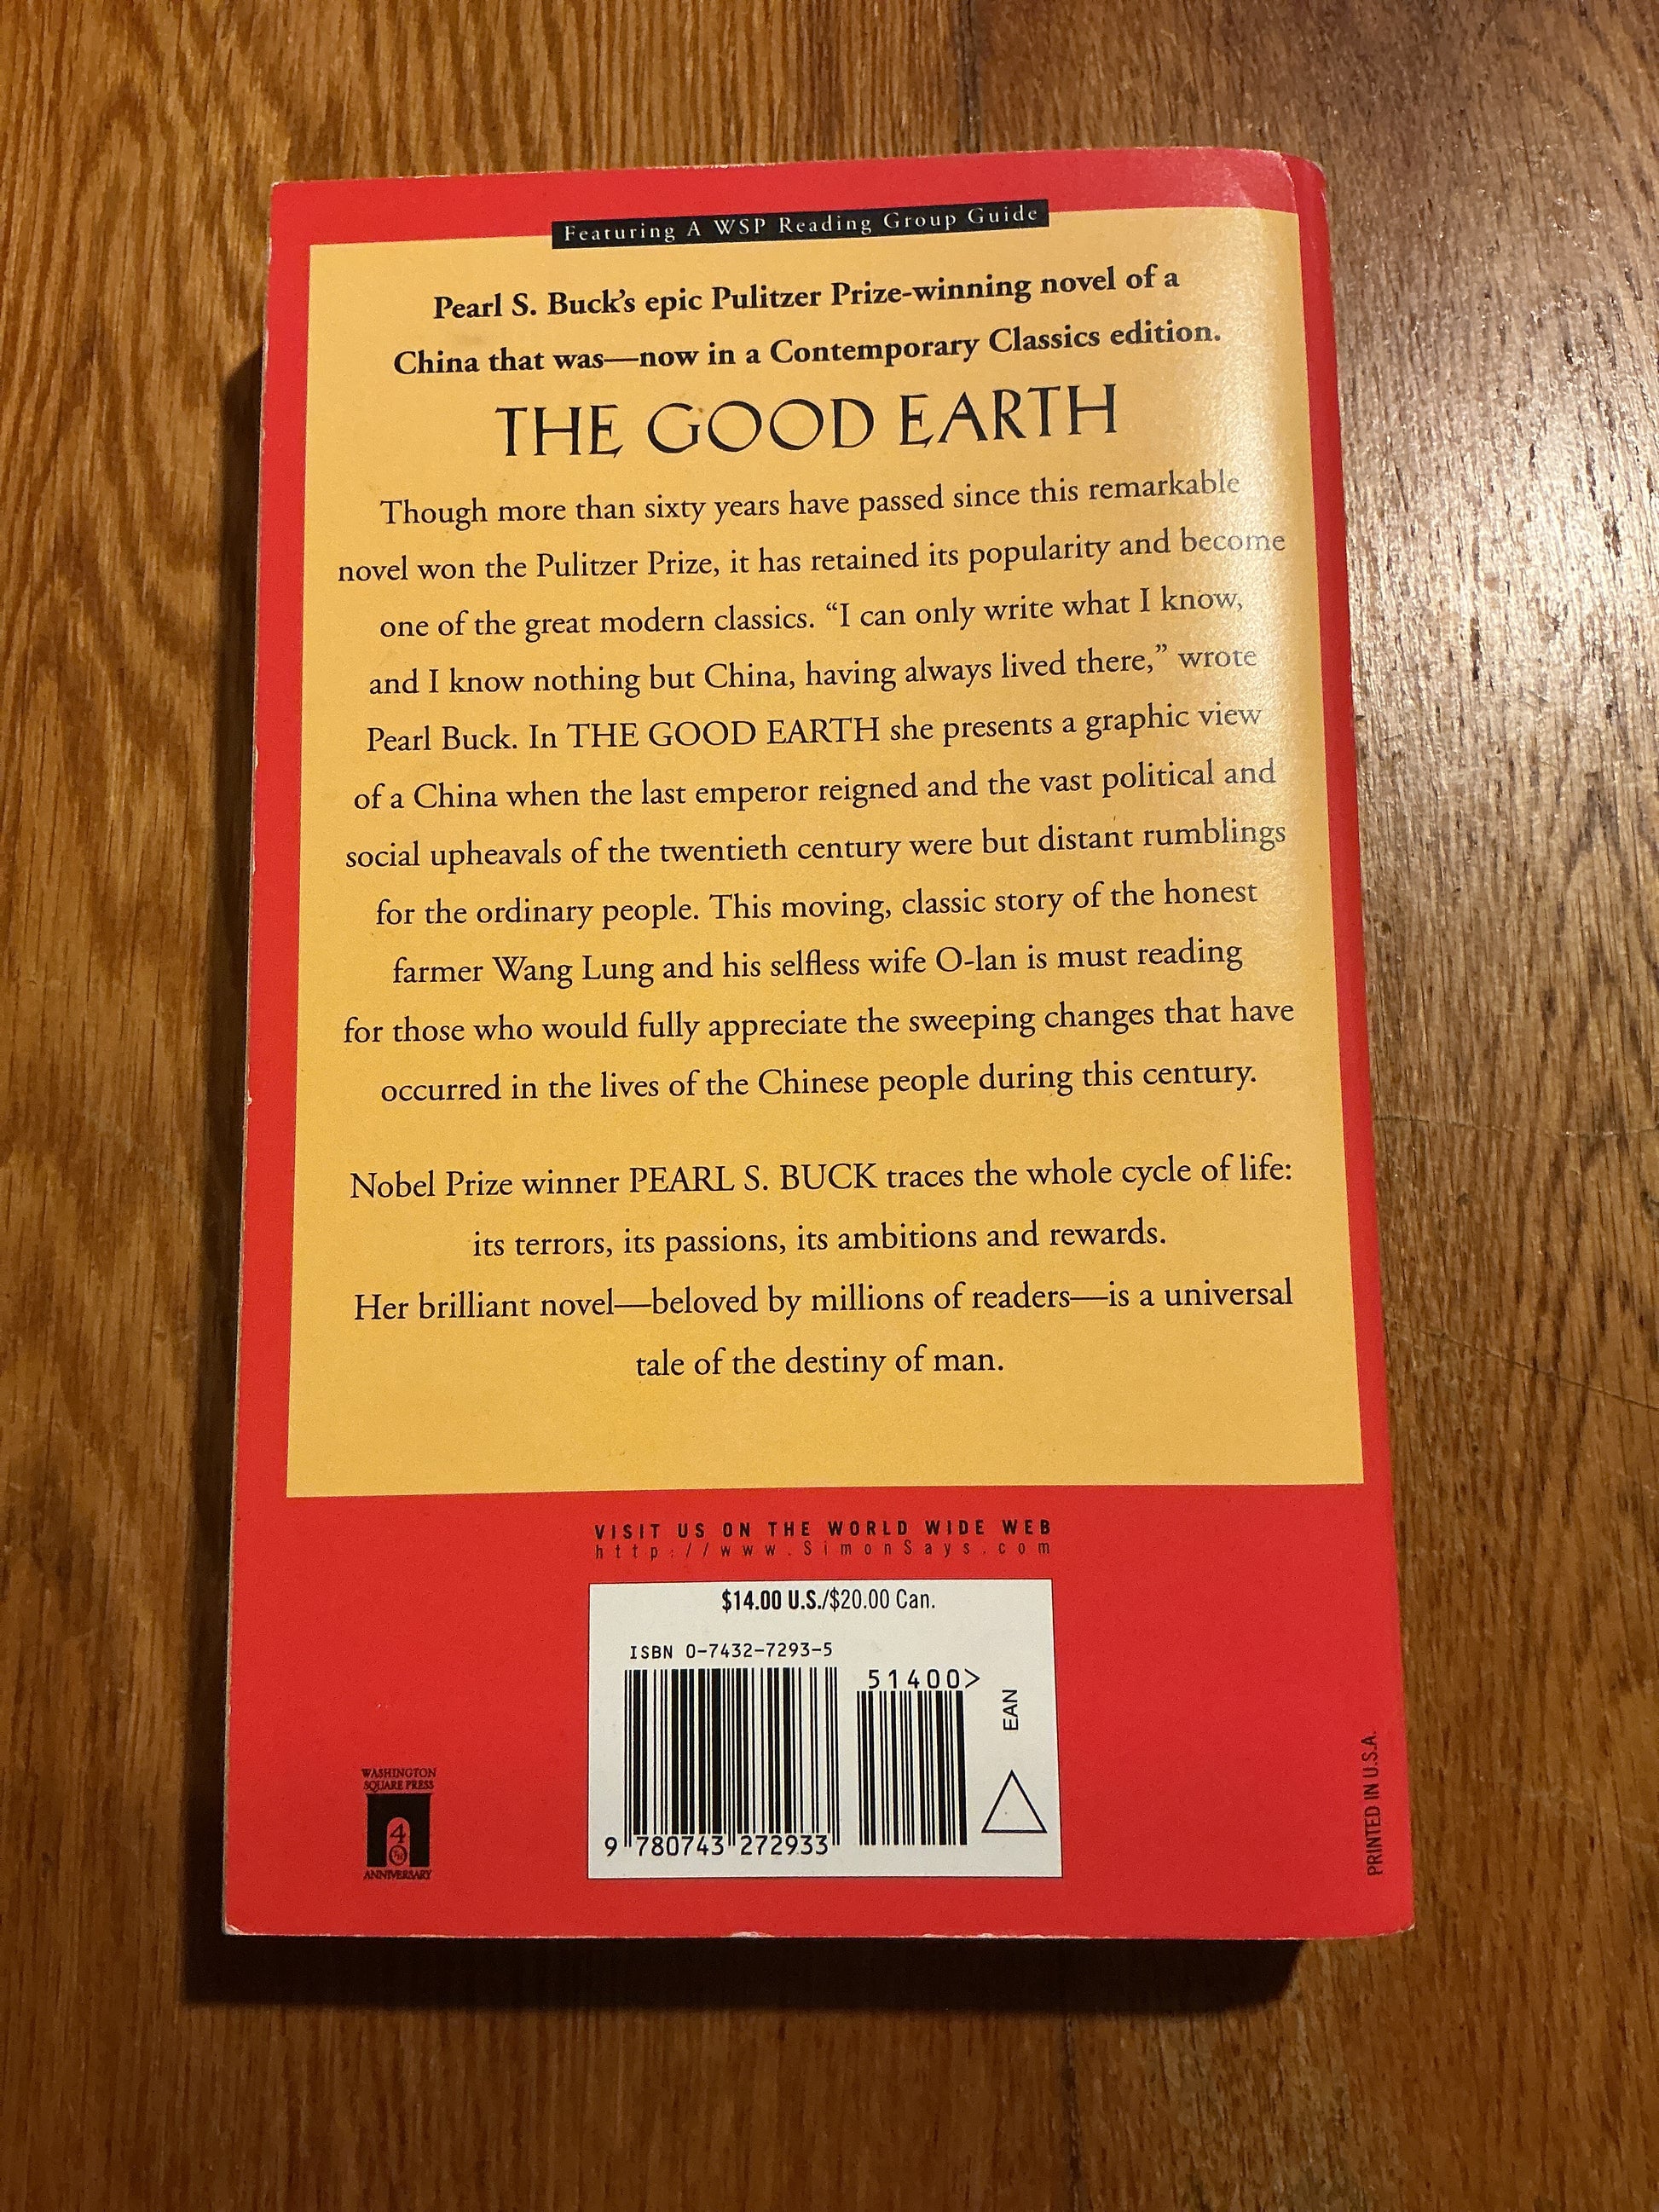 Featuring A WSP Reading Group Guide
Pearl S. Buck's epic Pulitzer Prize-winning novel of a
China that was—now in a Contemporary Classics edition.
THE GOOD EARTH
Though more than sixty years have passed since this remarkable
novel won the Pulitzer Prize, it has retained its popularity and become
one of the great modern classics. “I can only write what I know,
and I know nothing but China, having always lived there,” wrote
Pearl Buck. In THE GOOD EARTH she presents a graphic view
of a China when the last emperor reigned and the vast political and
social upheavals of the twentieth century were but distant rumblings
for the ordinary people. This moving, classic story of the honest
farmer Wang Lung and his selfless wife O-lan is must reading
for those who would fully appreciate the sweeping changes that have
occurred in the lives of the Chinese people during this century.
Nobel Prize winner PEARL S. BUCK traces the whole cycle of life:
its terrors, its passions, its ambitions and rewards.
Her brilliant novel—beloved by millions of readers—is a universal
tale of the destiny of man.
VISIT US ON THE WORLD WIDE WEB
http://www.SimonSays.com
$14.00 U.S./$20.00 Can.
ISBN 0-7432-7293-5
51400>
EAN
9 780743 272933
WASHINGTON
SQUARE PRESS
40
TH
ANNIVERSARY
PRINTED IN U.S.A.